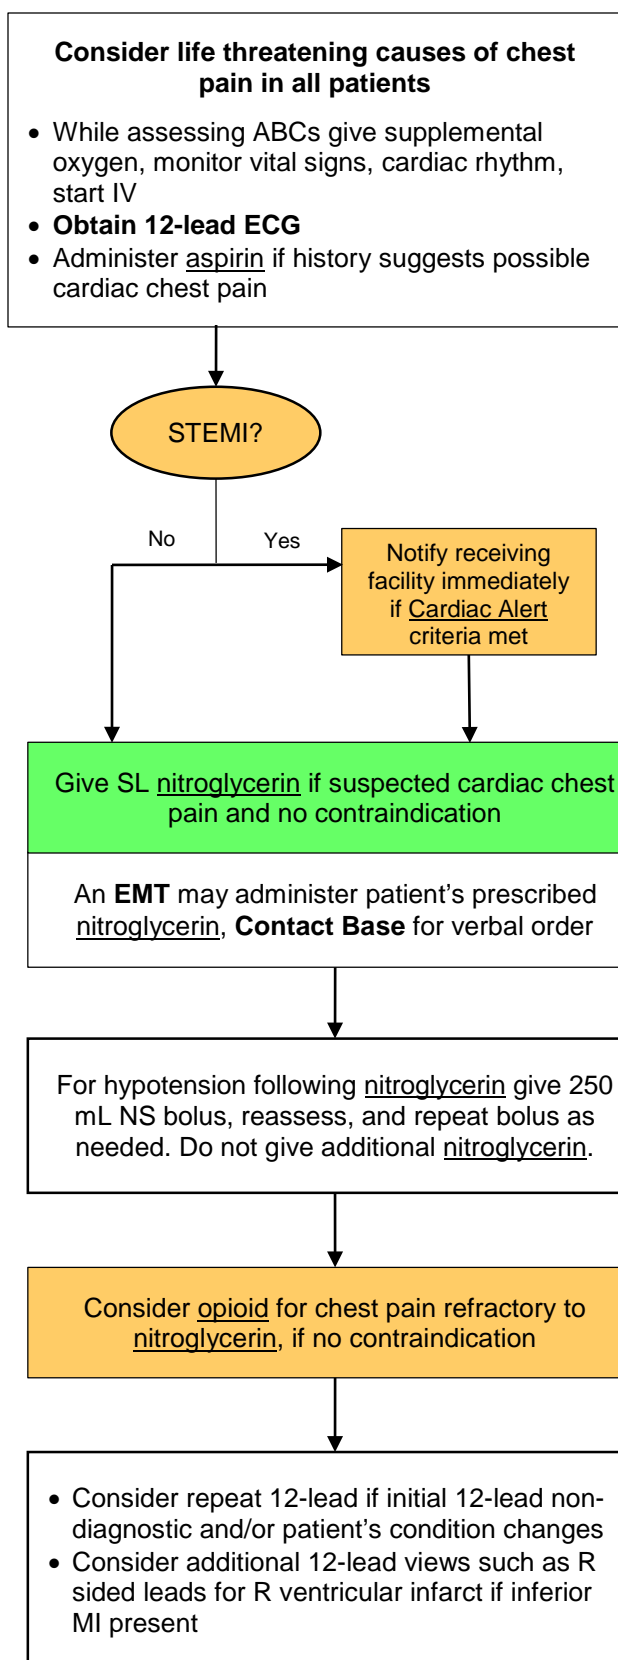 Consider life threatening causes of chest
pain in all patients
• While assessing ABCs give supplemental
oxygen, monitor vital signs, cardiac rhythm,
start IV
• Obtain 12-lead ECG
• Administer aspirin if history suggests possible
cardiac chest pain
STEMI?
No
Yes
Notify receiving
facility immediately
if Cardiac Alert
criteria met
Give SL nitroglycerin if suspected cardiac chest
pain and no contraindication
An EMT may administer patient’s prescribed
nitroglycerin, Contact Base for verbal order
For hypotension following nitroglycerin give 250
mL NS bolus, reassess, and repeat bolus as
needed. Do not give additional nitroglycerin.
Consider opioid for chest pain refractory to
nitroglycerin, if no contraindication
• Consider repeat 12-lead if initial 12-lead non-
diagnostic and/or patient’s condition changes
• Consider additional 12-lead views such as R
sided leads for R ventricular infarct if inferior
MI present